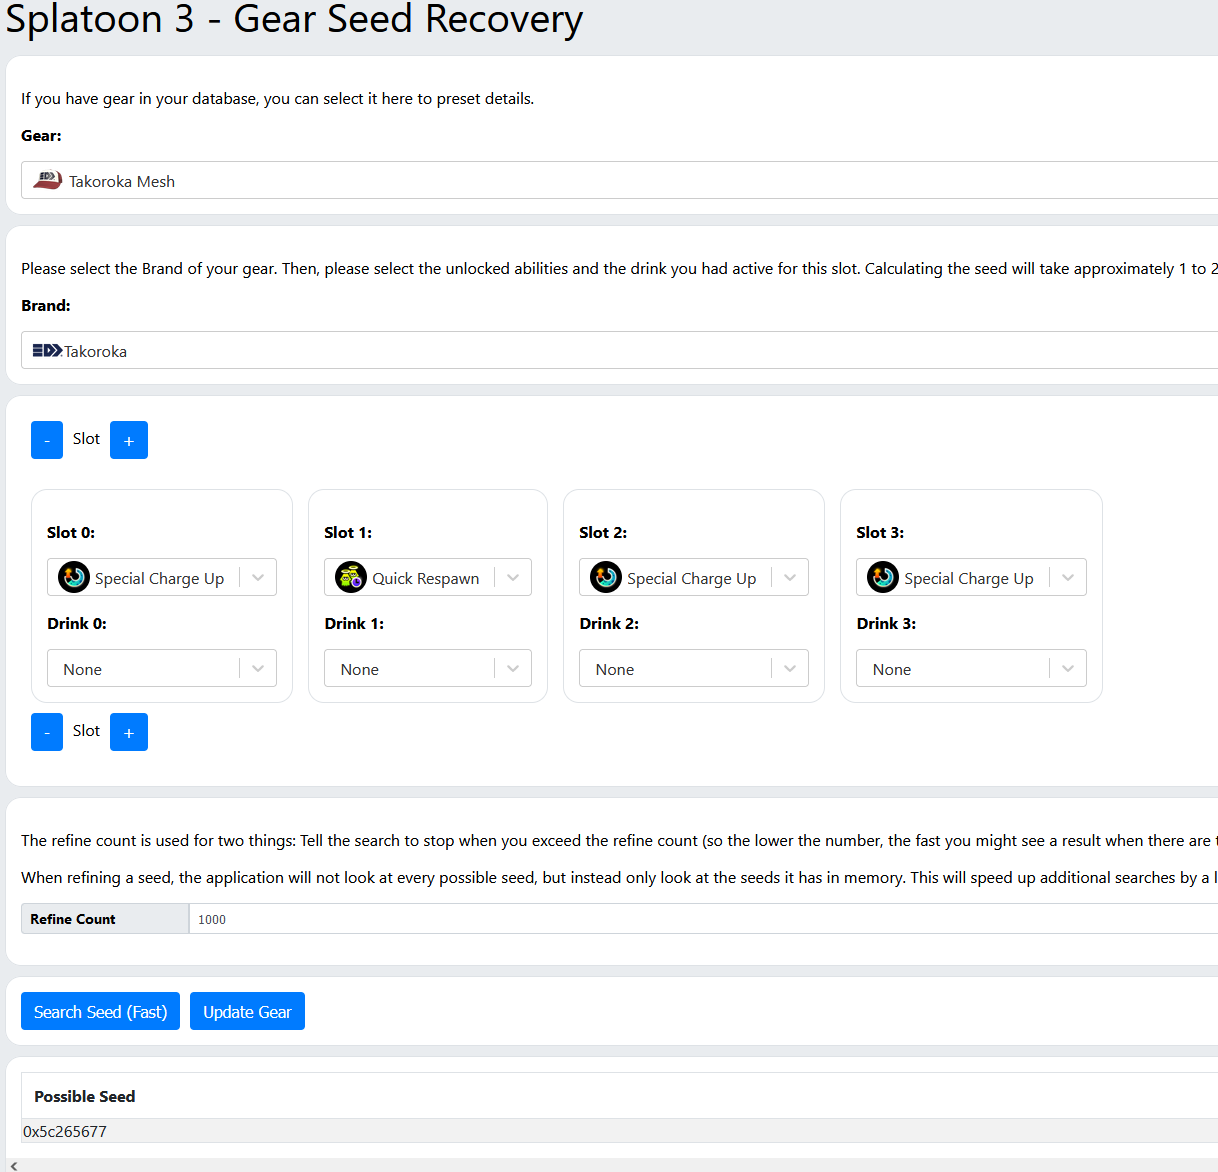 Splatoon 3 - Gear Seed Recovery
If you have gear in your database, you can select it here to preset details.
Gear:
Takoroka Mesh
Please select the Brand of your gear. Then, please select the unlocked abilities and the drink you had active for this slot. Calculating the seed will take approximately 1 to 2
Brand:
Takoroka
- Slot +
Slot 0: Slot 1: Slot 2: Slot 3:
Special Charge Up Quick Respawn Special Charge Up Special Charge Up
Drink 0: Drink 1: Drink 2: Drink 3:
None None None None
- Slot +
The refine count is used for two things: Tell the search to stop when you exceed the refine count (so the lower the number, the fast you might see a result when there are t
When refining a seed, the application will not look at every possible seed, but instead only look at the seeds it has in memory. This will speed up additional searches by a l
Refine Count 1000
Search Seed (Fast) Update Gear
Possible Seed
0x5c265677